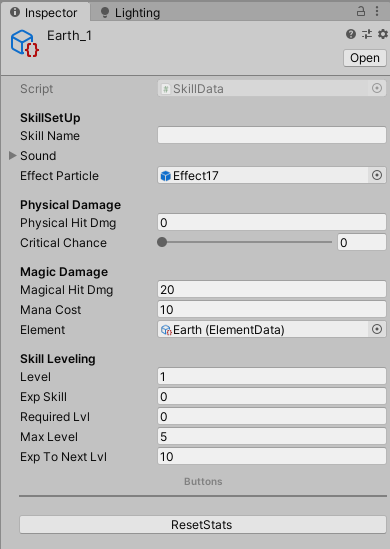 Inspector Lighting
Earth_1
Open
Script # SkillData
SkillSetUp
Skill Name
Sound
Effect Particle Effect17
Physical Damage
Physical Hit Dmg 0
Critical Chance 0
Magic Damage
Magical Hit Dmg 20
Mana Cost 10
Element Earth (ElementData)
Skill Leveling
Level 1
Exp Skill 0
Required Lvl 0
Max Level 5
Exp To Next Lvl 10
Buttons
ResetStats